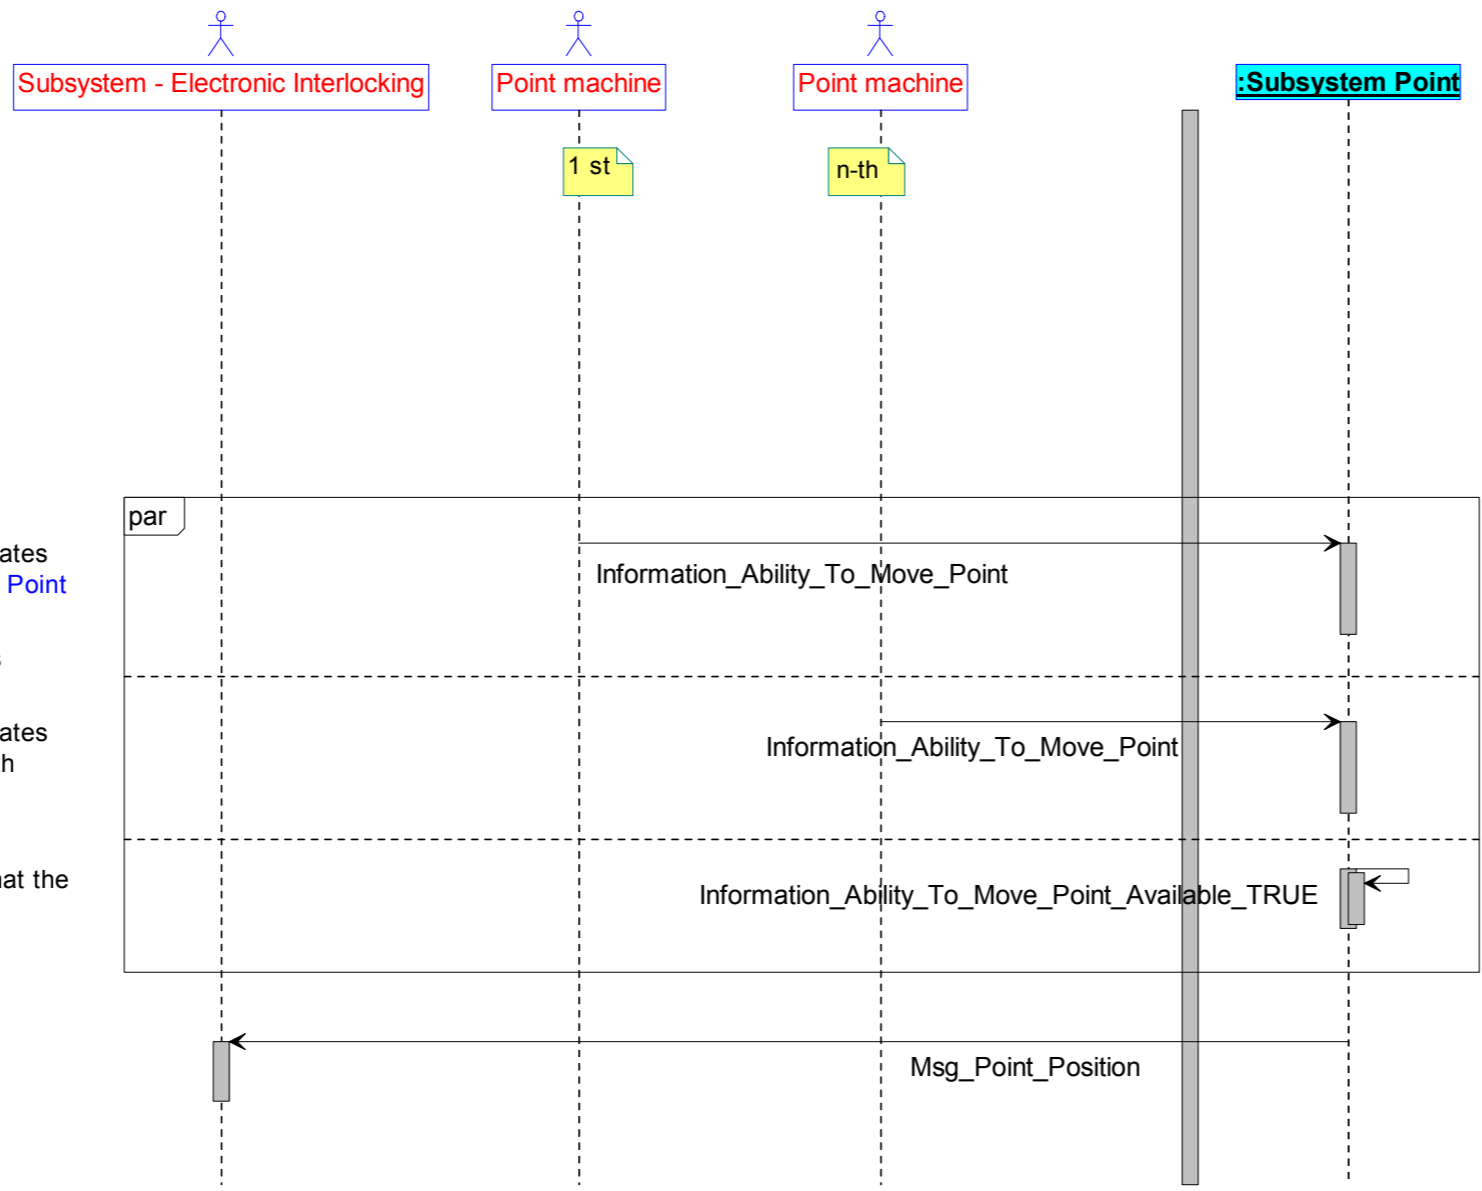 Subsystem - Electronic Interlocking
Point machine
Point machine
:Subsystem Point
1 st
n-th
par
ates
Point
Information_Ability_To_Move_Point
s
ates
h
Information_Ability_To_Move_Point
nat the
Information_Ability_To_Move_Point_Available_TRUE
Msg_Point_Position